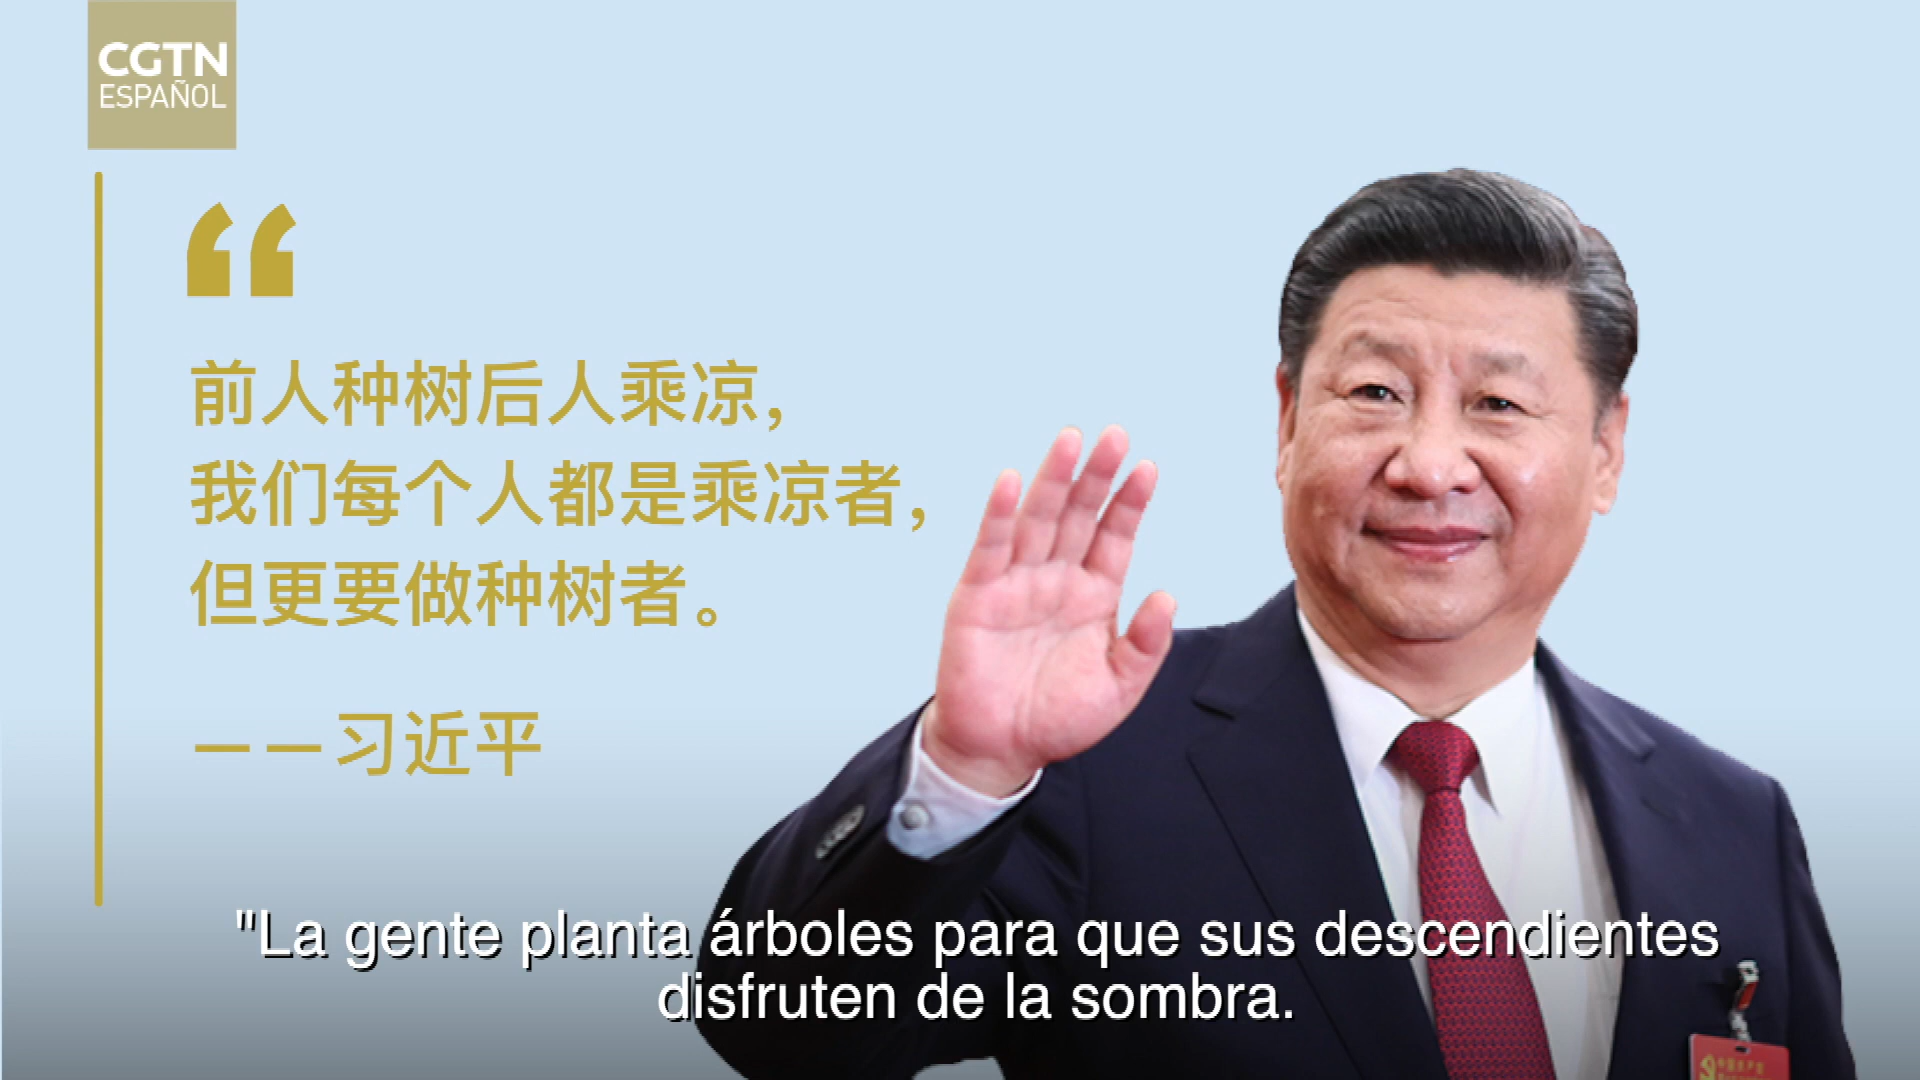 CGTN
ESPAÑOL
“
前人种树后人乘凉，
我们每个人都是乘凉者，
但更要做种树者。
——习近平
"La gente planta árboles para que sus descendientes
disfruten de la sombra.